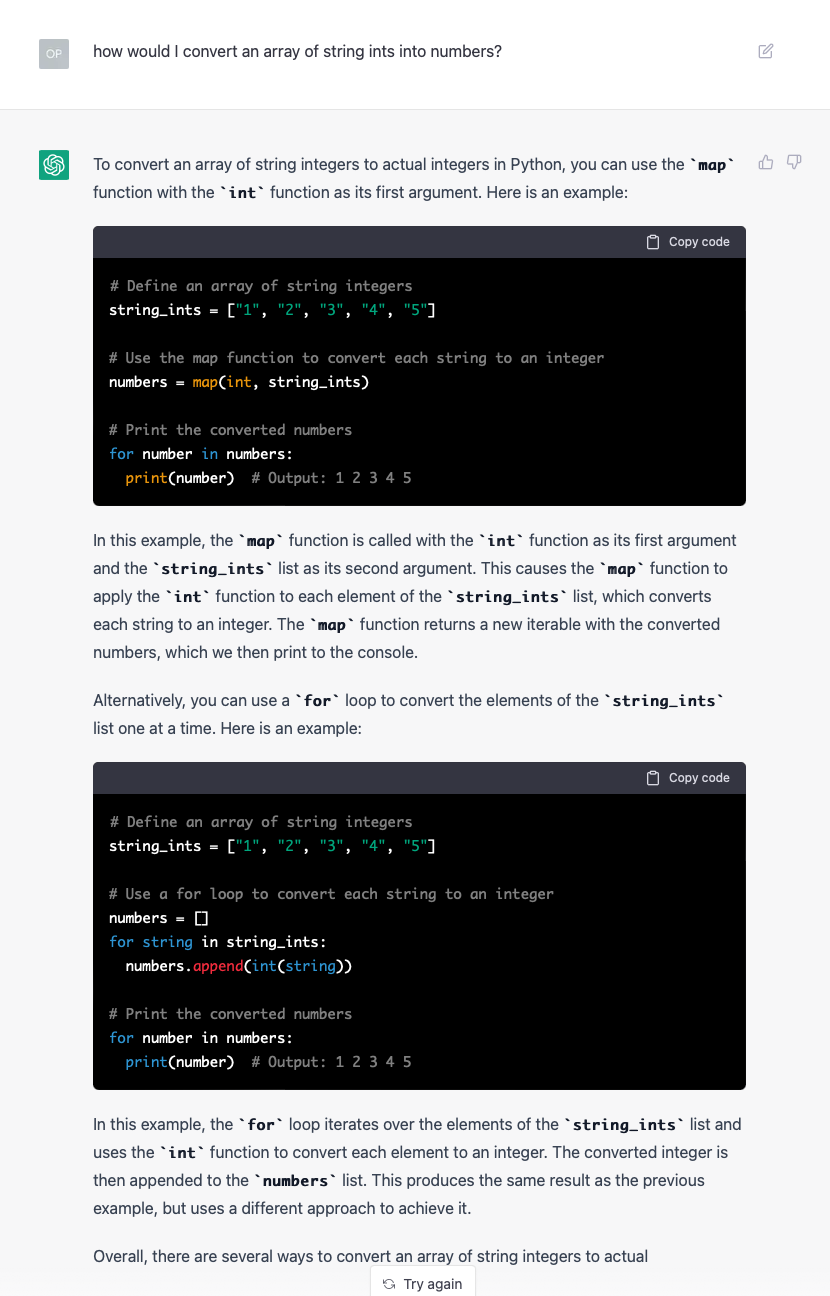 OP
how would I convert an array of string ints into numbers?
To convert an array of string integers to actual integers in Python, you can use the `map`
function with the `int` function as its first argument. Here is an example:
Copy code
# Define an array of string integers
string_ints = ["1", "2", "3", "4", "5"]
# Use the map function to convert each string to an integer
numbers = map(int, string_ints)
# Print the converted numbers
for number in numbers:
  print(number)  # Output: 1 2 3 4 5
In this example, the `map` function is called with the `int` function as its first argument
and the `string_ints` list as its second argument. This causes the `map` function to
apply the `int` function to each element of the `string_ints` list, which converts
each string to an integer. The `map` function returns a new iterable with the converted
numbers, which we then print to the console.
Alternatively, you can use a `for` loop to convert the elements of the `string_ints`
list one at a time. Here is an example:
Copy code
# Define an array of string integers
string_ints = ["1", "2", "3", "4", "5"]
# Use a for loop to convert each string to an integer
numbers = []
for string in string_ints:
  numbers.append(int(string))
# Print the converted numbers
for number in numbers:
  print(number)  # Output: 1 2 3 4 5
In this example, the `for` loop iterates over the elements of the `string_ints` list and
uses the `int` function to convert each element to an integer. The converted integer is
then appended to the `numbers` list. This produces the same result as the previous
example, but uses a different approach to achieve it.
Overall, there are several ways to convert an array of string integers to actual
Try again